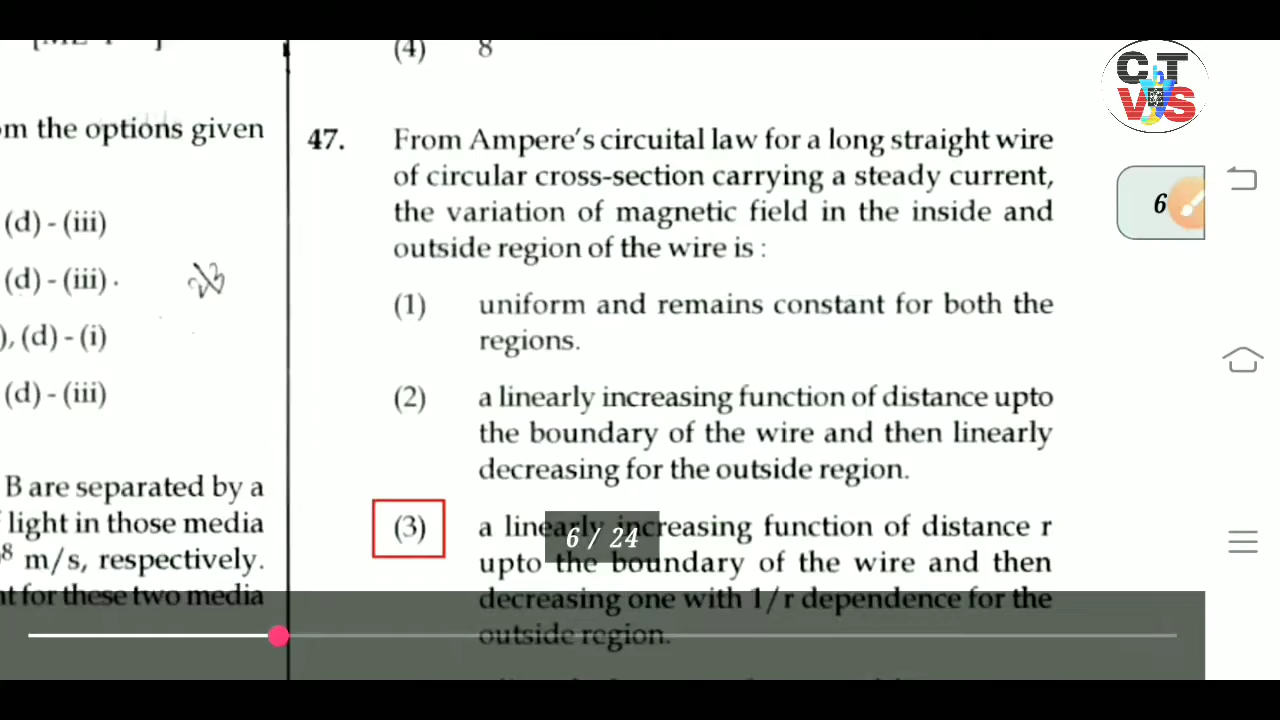 (4) 8
om the options given
(d) - (iii)
(d) - (iii) .
), (d) - (i)
(d) - (iii)
B are separated by a
light in those media
8 m/s, respectively.
nt for these two media
47. From Ampere's circuital law for a long straight wire
of circular cross-section carrying a steady current,
the variation of magnetic field in the inside and
outside region of the wire is :
(1) uniform and remains constant for both the
regions.
(2) a linearly increasing function of distance upto
the boundary of the wire and then linearly
decreasing for the outside region.
(3) a linearly increasing function of distance r
upto the boundary of the wire and then
decreasing one with 1/r dependence for the
outside region.
6 / 24
6
C T
V S